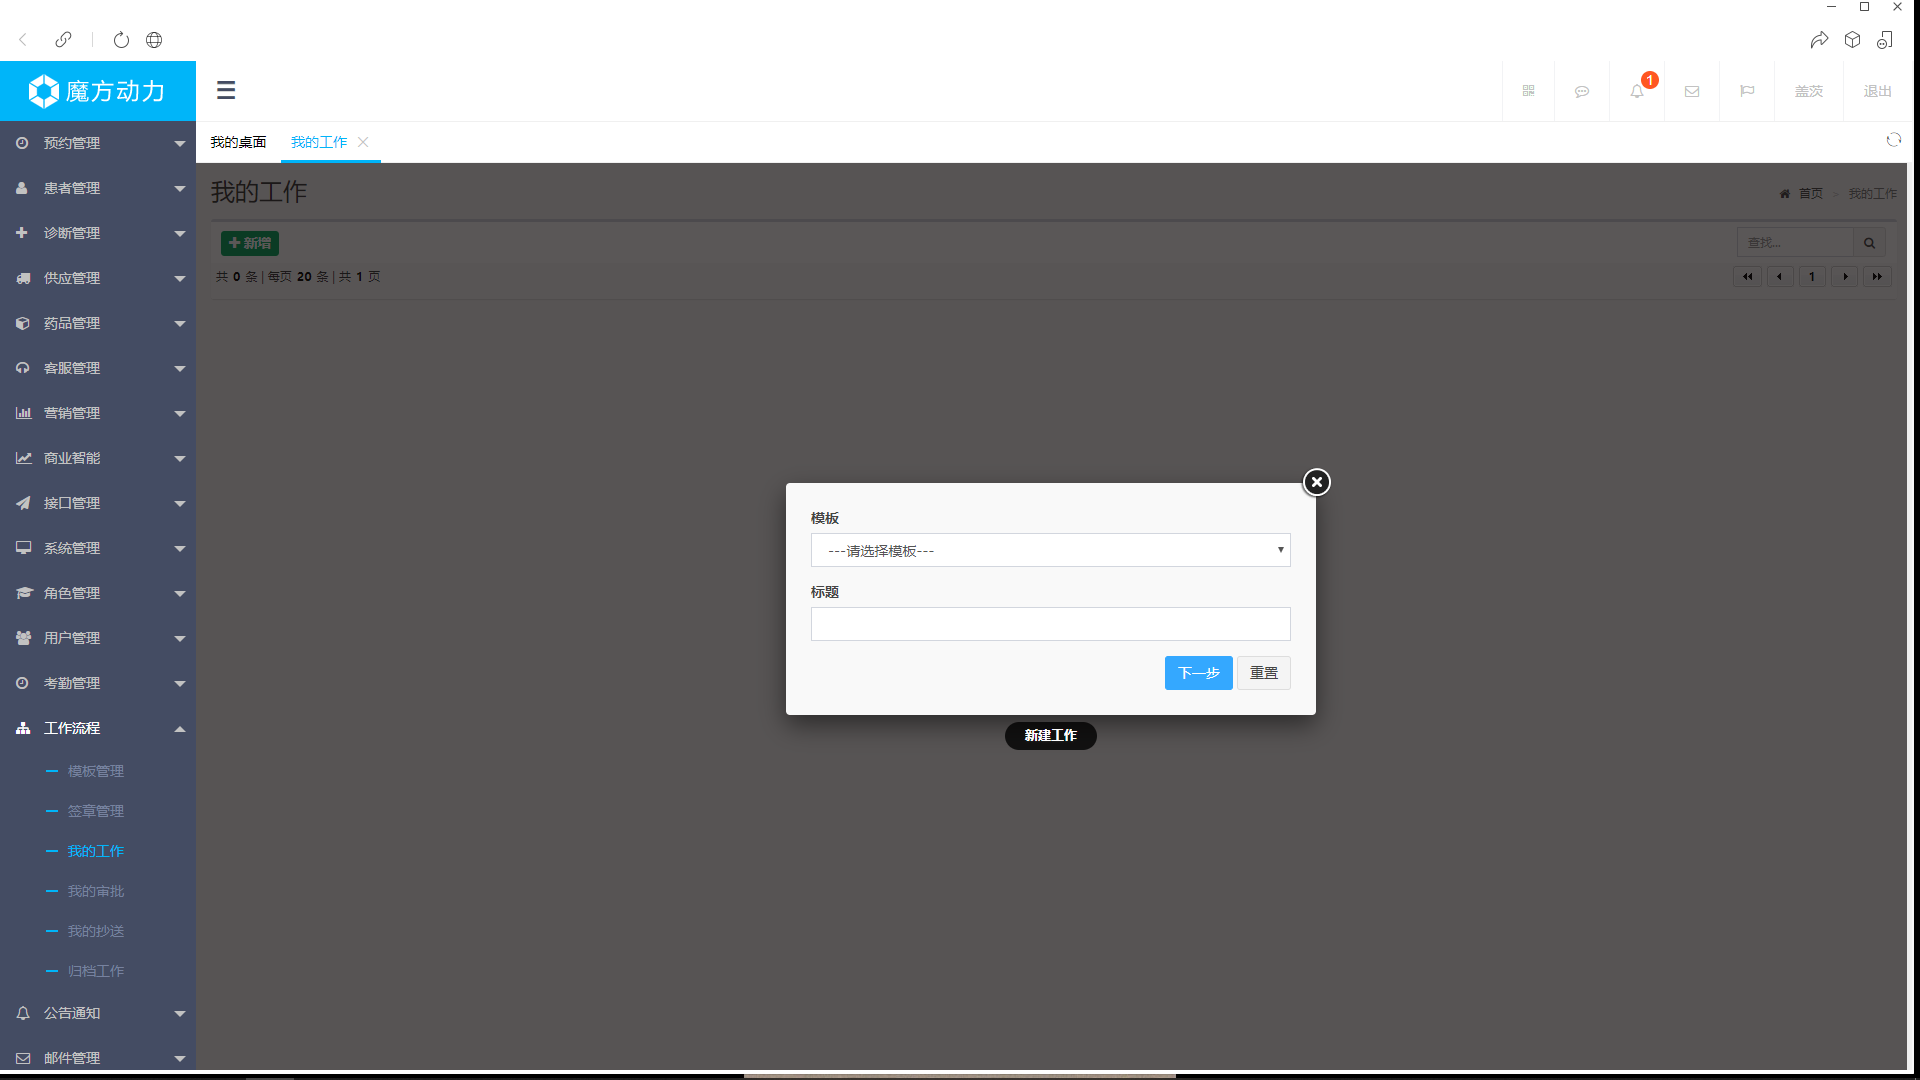 魔方动力
1
盖茨
退出
我的桌面
我的工作
预约管理
患者管理
诊断管理
供应管理
药品管理
客服管理
营销管理
商业智能
接口管理
系统管理
角色管理
用户管理
考勤管理
工作流程
模板管理
签章管理
我的工作
我的审批
我的抄送
归档工作
公告通知
邮件管理
我的工作
首页 > 我的工作
新增
查找...
共 0 条 | 每页 20 条 | 共 1 页
1
模板
---请选择模板---
标题
下一步
重置
新建工作